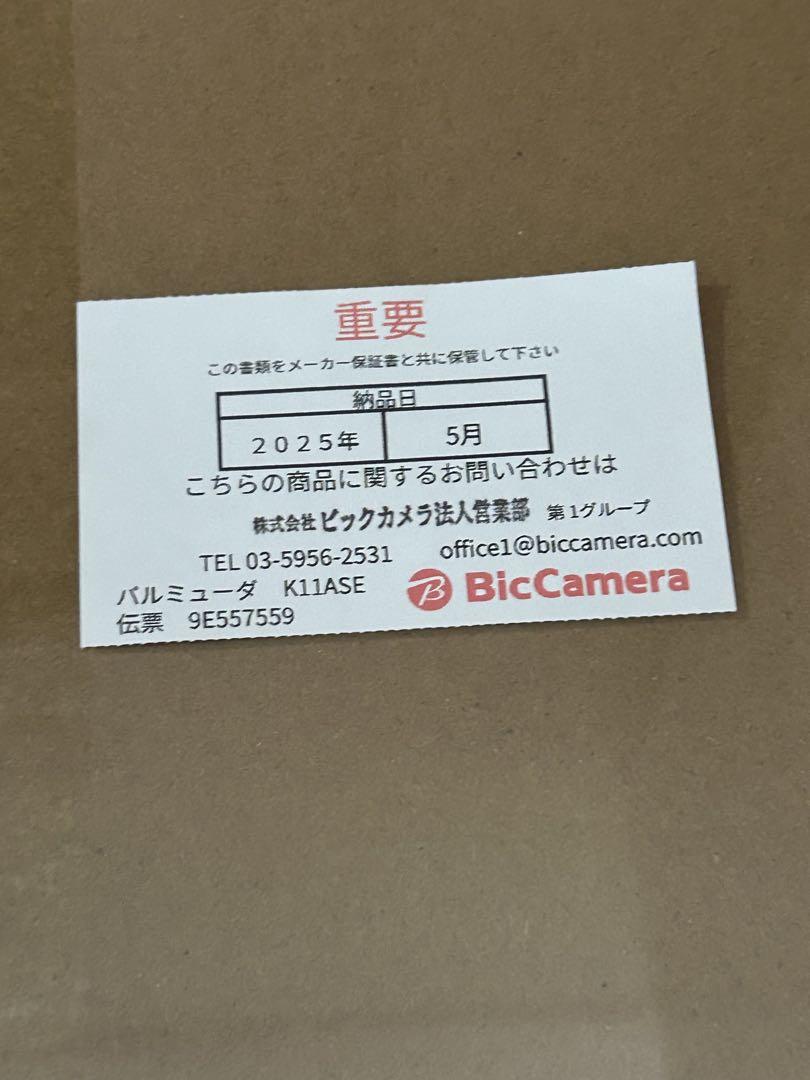 重要
この書類をメーカー保証書と共に保管して下さい
納品日
２０２５年 5月
こちらの商品に関するお問い合わせは
株式会社ビックカメラ法人営業部 第1グループ
TEL 03-5956-2531 office1@biccamera.com
バルミューダ K11ASE
BicCamera
伝票 9E557559